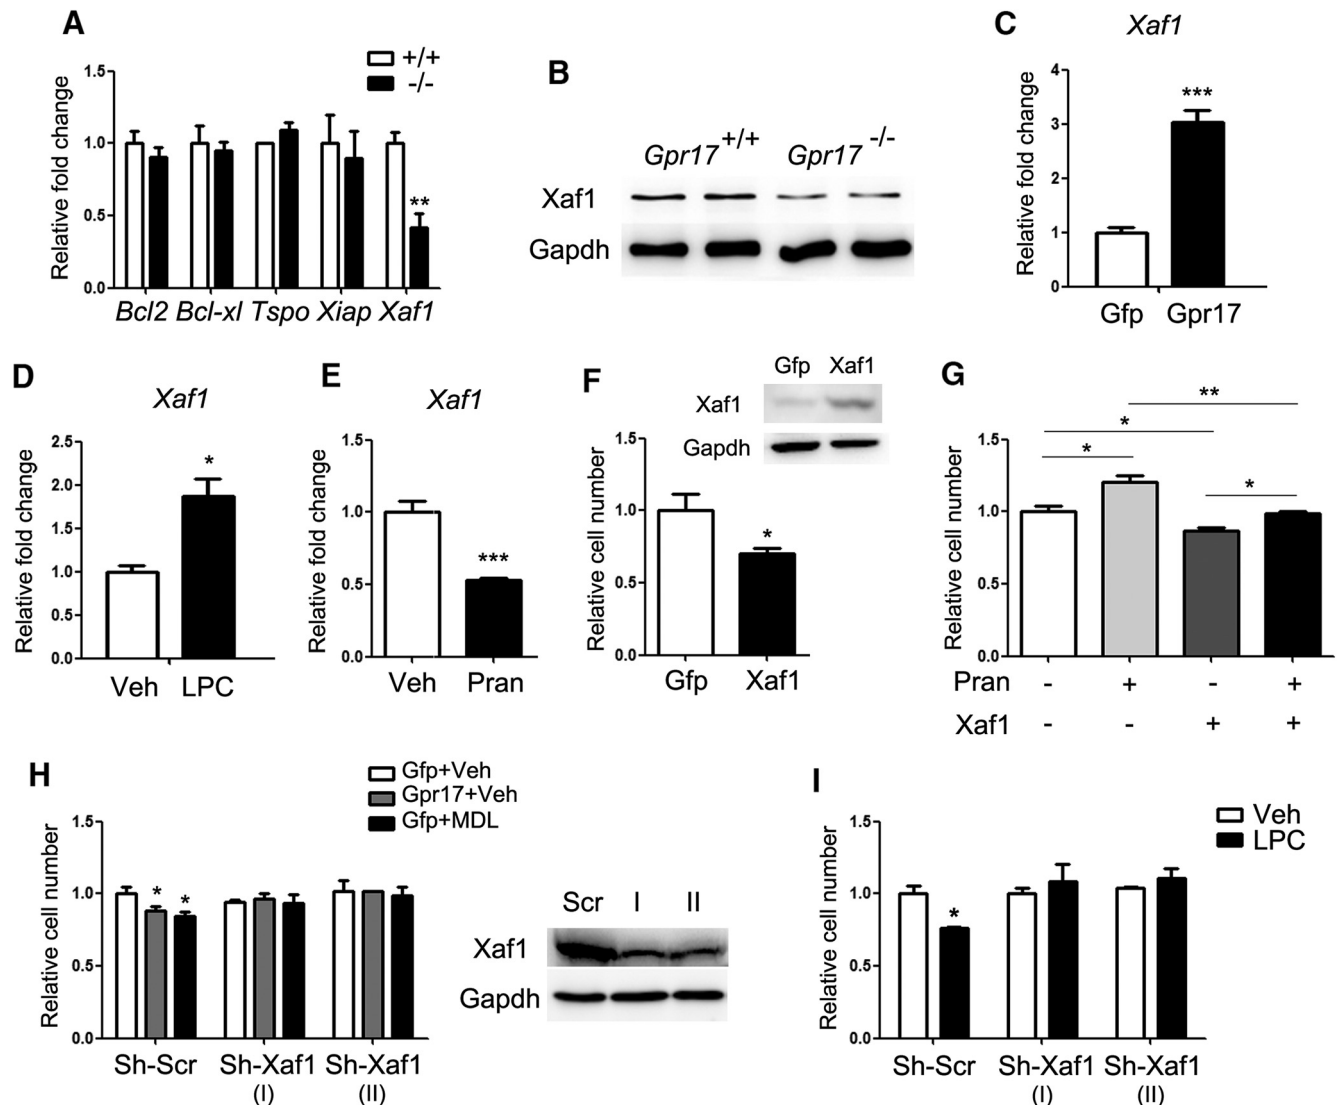 A
+/+
-/-
Relative fold change
1.5
1.0
0.5
0.0
**
Bcl2 Bcl-xl Tspo Xiap Xaf1
B
Gpr17 +/+ Gpr17 -/-
Xaf1
Gapdh
C
Xaf1
Relative fold change
4
3
2
1
0
***
Gfp Gpr17
D
Xaf1
Relative fold change
2.5
2.0
1.5
1.0
0.5
0.0
*
Veh LPC
E
Xaf1
Relative fold change
1.5
1.0
0.5
0.0
***
Veh Pran
F
Gfp Xaf1
Xaf1
Gapdh
Relative cell number
1.5
1.0
0.5
0.0
*
Gfp Xaf1
G
**
*
*
*
Relative cell number
1.5
1.0
0.5
0.0
Pran - + - +
Xaf1 - - + +
H
Gfp+Veh
Gpr17+Veh
Gfp+MDL
Relative cell number
1.5
1.0
0.5
0.0
* *
Sh-Scr Sh-Xaf1 Sh-Xaf1
(I) (II)
Scr I II
Xaf1
Gapdh
I
Veh
LPC
Relative cell number
1.5
1.0
0.5
0.0
*
Sh-Scr Sh-Xaf1 Sh-Xaf1
(I) (II)